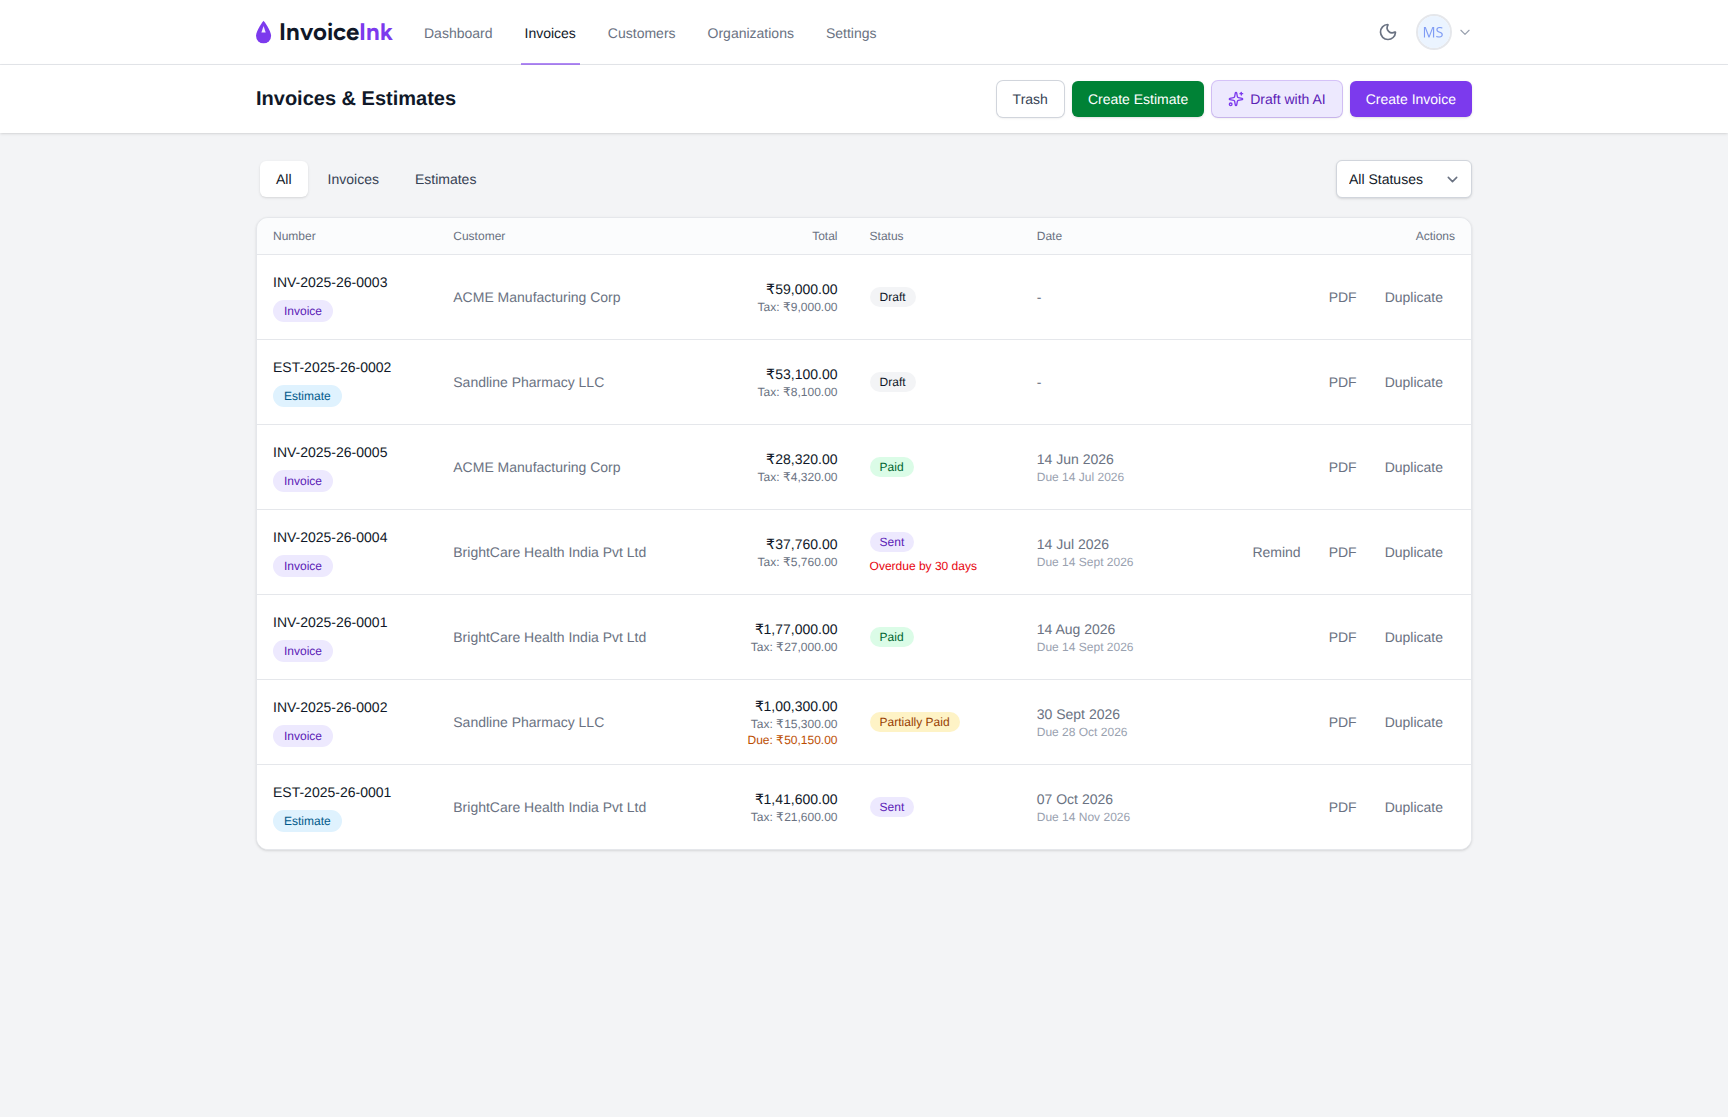 InvoiceInk
Dashboard
Invoices
Customers
Organizations
Settings
MS
Invoices & Estimates
Trash
Create Estimate
Draft with AI
Create Invoice
All
Invoices
Estimates
All Statuses
Number Customer Total Status Date Actions
INV-2025-26-0003
Invoice
ACME Manufacturing Corp
₹59,000.00
Tax: ₹9,000.00
Draft
-
PDF
Duplicate
EST-2025-26-0002
Estimate
Sandline Pharmacy LLC
₹53,100.00
Tax: ₹8,100.00
Draft
-
PDF
Duplicate
INV-2025-26-0005
Invoice
ACME Manufacturing Corp
₹28,320.00
Tax: ₹4,320.00
Paid
14 Jun 2026
Due 14 Jul 2026
PDF
Duplicate
INV-2025-26-0004
Invoice
BrightCare Health India Pvt Ltd
₹37,760.00
Tax: ₹5,760.00
Sent
Overdue by 30 days
14 Jul 2026
Due 14 Sept 2026
Remind
PDF
Duplicate
INV-2025-26-0001
Invoice
BrightCare Health India Pvt Ltd
₹1,77,000.00
Tax: ₹27,000.00
Paid
14 Aug 2026
Due 14 Sept 2026
PDF
Duplicate
INV-2025-26-0002
Invoice
Sandline Pharmacy LLC
₹1,00,300.00
Tax: ₹15,300.00
Due: ₹50,150.00
Partially Paid
30 Sept 2026
Due 28 Oct 2026
PDF
Duplicate
EST-2025-26-0001
Estimate
BrightCare Health India Pvt Ltd
₹1,41,600.00
Tax: ₹21,600.00
Sent
07 Oct 2026
Due 14 Nov 2026
PDF
Duplicate